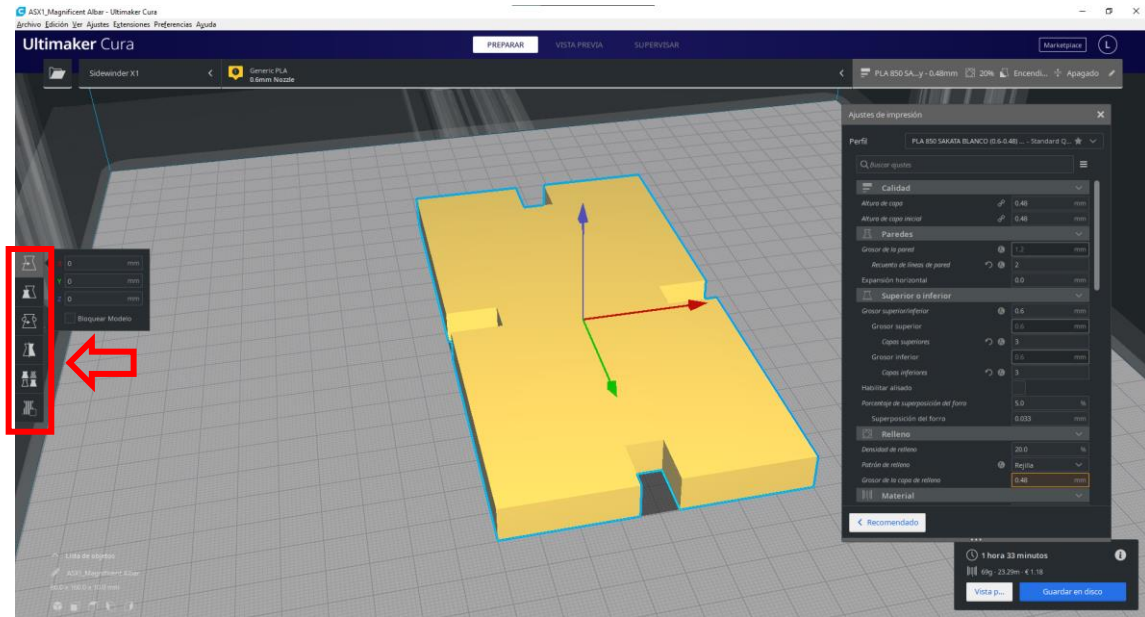 ASX1_Magnificent Albar - Ultimaker Cura
Archivo Edición Ver Ajustes Extensiones Preferencias Ayuda
Ultimaker Cura
PREPARAR VISTA PREVIA SUPERVISAR
Marketplace L
Sidewinder X1
Generic PLA
0.6mm Nozzle
PLA 850 SA...y - 0.48mm 20% Encendi... Apagado
Ajustes de impresión
Perfil PLA 850 SAKATA BLANCO (0.6-0.48) ... - Standard Q...
Buscar ajustes
Calidad
Altura de capa 0.48 mm
Altura de capa inicial 0.48 mm
Paredes
Grosor de la pared 1.2 mm
Recuento de líneas de pared 2
Expansión horizontal 0.0 mm
Superior o inferior
Grosor superior/inferior 0.6 mm
Grosor superior 0.6 mm
Capas superiores 3
Grosor inferior 0.6 mm
Capas inferiores 3
Habilitar alisado
Porcentaje de superposición del forro 5.0 %
Superposición del forro 0.033 mm
Relleno
Densidad de relleno 20.0 %
Patrón de relleno Rejilla
Grosor de la capa de relleno 0.48 mm
Material
Recomendado
X 0 mm
Y 0 mm
Z 0 mm
Bloquear Modelo
Lista de objetos
ASX1_Magnificent Albar
1 hora 33 minutos
69g · 23.29m · € 1.18
Vista p... Guardar en disco